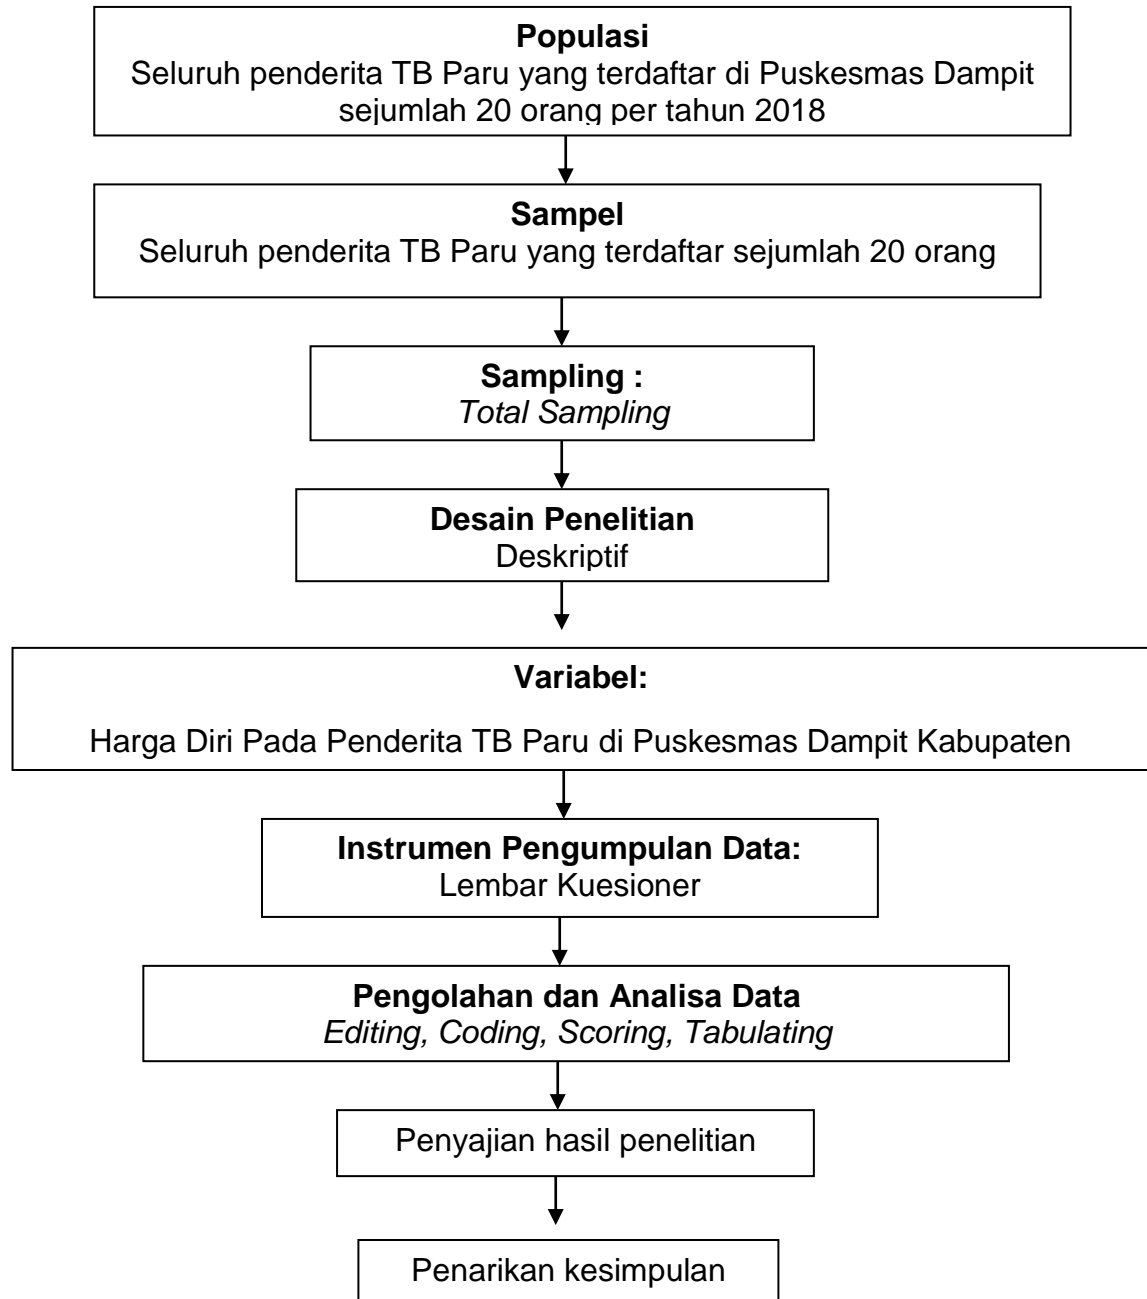 Populasi
Seluruh penderita TB Paru yang terdaftar di Puskesmas Dampit
sejumlah 20 orang per tahun 2018
Sampel
Seluruh penderita TB Paru yang terdaftar sejumlah 20 orang
Sampling :
Total Sampling
Desain Penelitian
Deskriptif
Variabel:
Harga Diri Pada Penderita TB Paru di Puskesmas Dampit Kabupaten
Instrumen Pengumpulan Data:
Lembar Kuesioner
Pengolahan dan Analisa Data
Editing, Coding, Scoring, Tabulating
Penyajian hasil penelitian
Penarikan kesimpulan